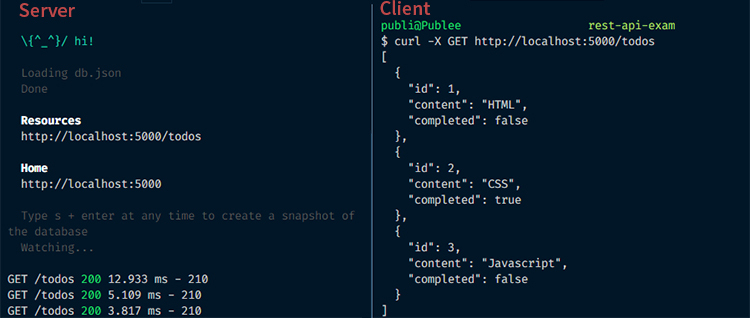 Server
\{^_^}/ hi!
Loading db.json
Done
Resources
http://localhost:5000/todos
Home
http://localhost:5000
Type s + enter at any time to create a snapshot of
the database
Watching...
GET /todos 200 12.933 ms - 210
GET /todos 200 5.109 ms - 210
GET /todos 200 3.817 ms - 210
Client
publi@Publee rest-api-exam
$ curl -X GET http://localhost:5000/todos
[
  {
    "id": 1,
    "content": "HTML",
    "completed": false
  },
  {
    "id": 2,
    "content": "CSS",
    "completed": true
  },
  {
    "id": 3,
    "content": "Javascript",
    "completed": false
  }
]